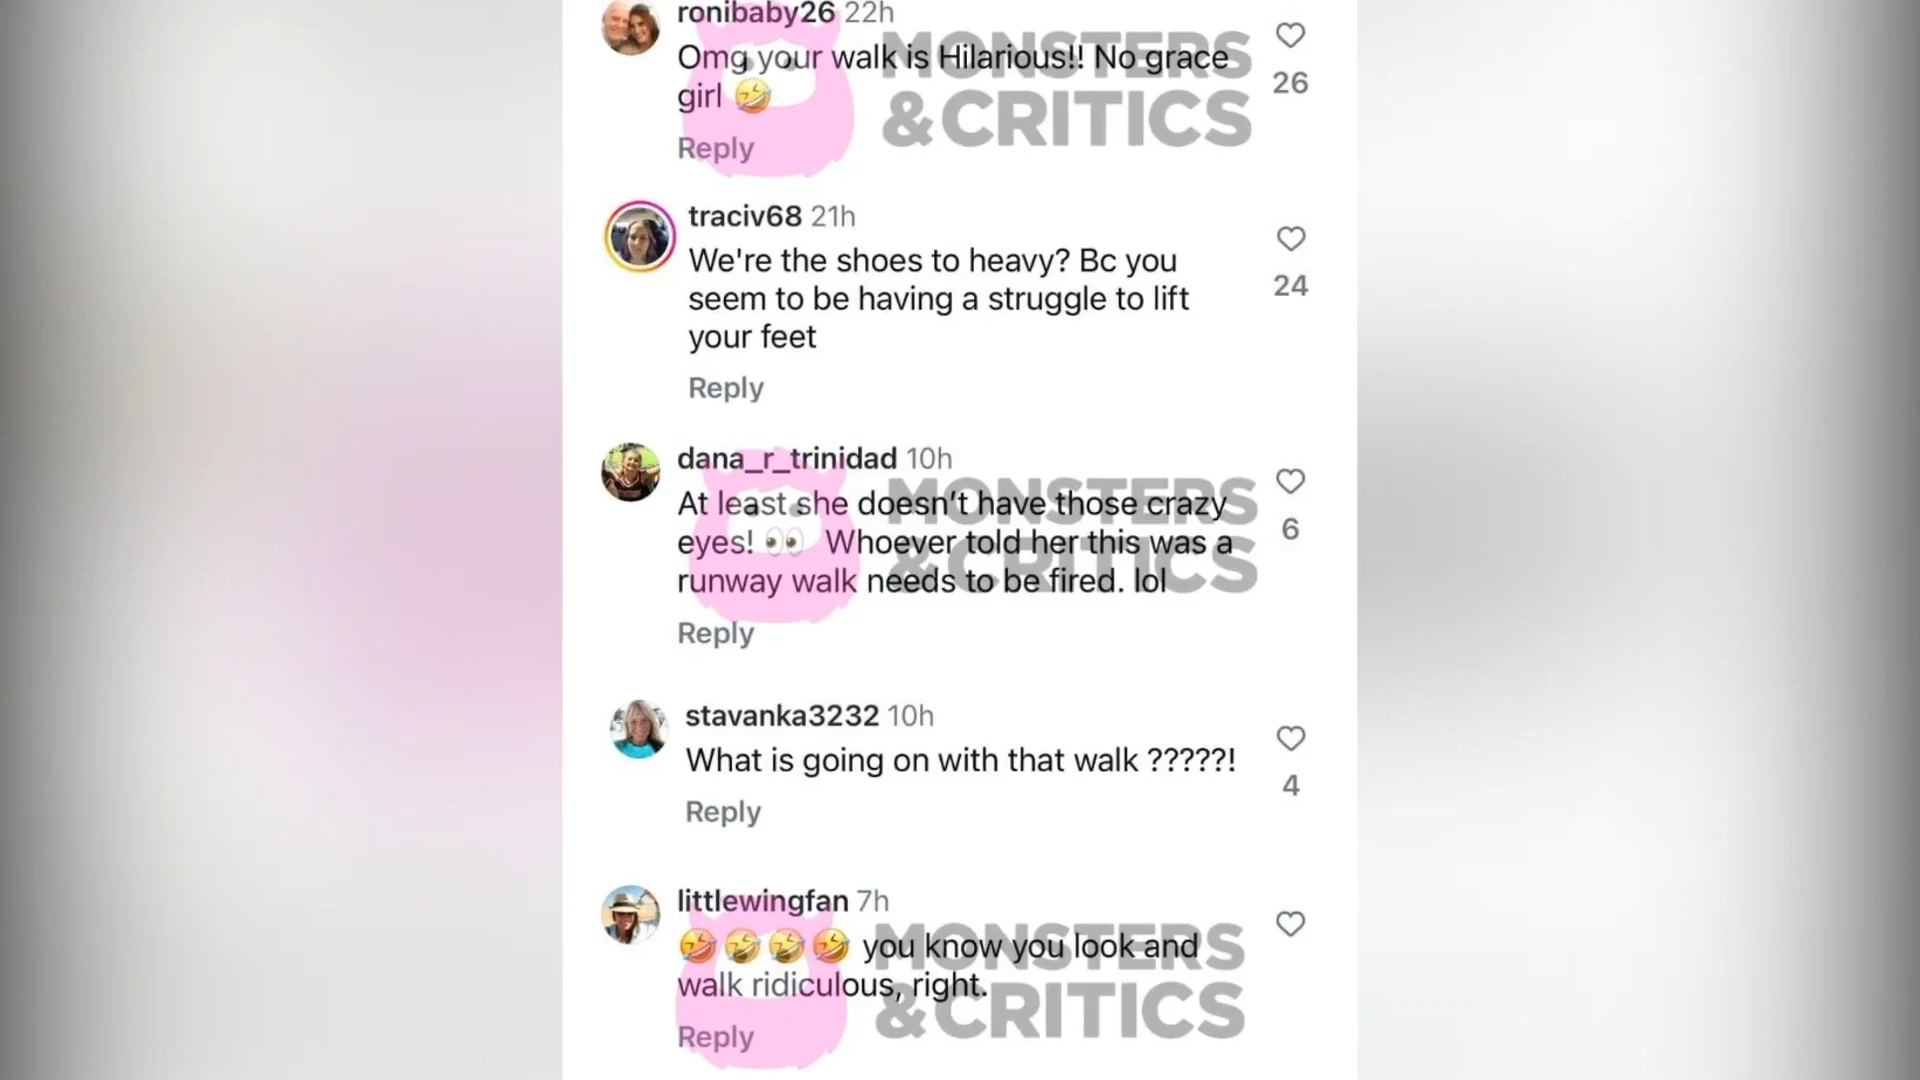 ronibaby26 22h
Omg your walk is Hilarious!! No grace
girl 🤣
26
Reply
traciv68 21h
We're the shoes to heavy? Bc you
seem to be having a struggle to lift
your feet
24
Reply
dana_r_trinidad 10h
At least she doesn't have those crazy
eyes! 👀 Whoever told her this was a
runway walk needs to be fired. lol
6
Reply
stavanka3232 10h
What is going on with that walk ?????!
4
Reply
littlewingfan 7h
🤣🤣🤣🤣 you know you look and
walk ridiculous, right.
Reply
MONSTERS
&CRITICS
MONSTERS
&CRITICS
MONSTERS
&CRITICS